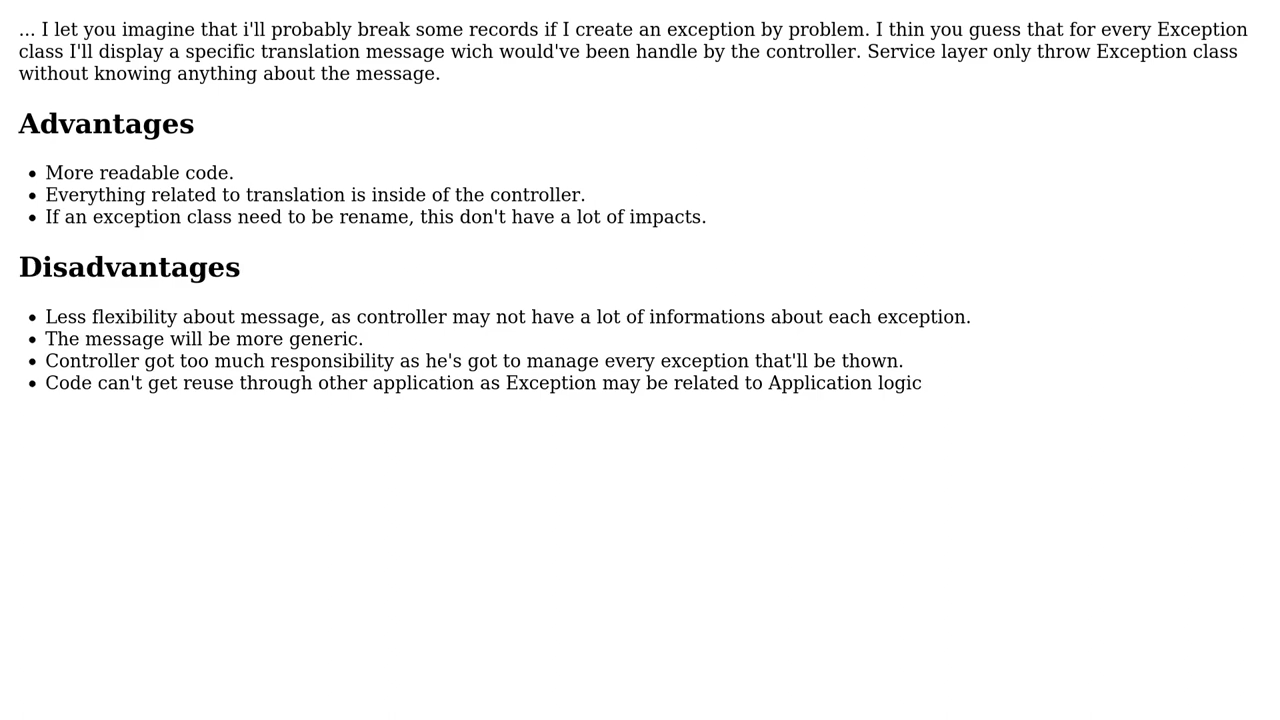 ... I let you imagine that i'll probably break some records if I create an exception by problem. I thin you guess that for every Exception
class I'll display a specific translation message wich would've been handle by the controller. Service layer only throw Exception class
without knowing anything about the message.
Advantages
• More readable code.
• Everything related to translation is inside of the controller.
• If an exception class need to be rename, this don't have a lot of impacts.
Disadvantages
• Less flexibility about message, as controller may not have a lot of informations about each exception.
• The message will be more generic.
• Controller got too much responsibility as he's got to manage every exception that'll be thown.
• Code can't get reuse through other application as Exception may be related to Application logic